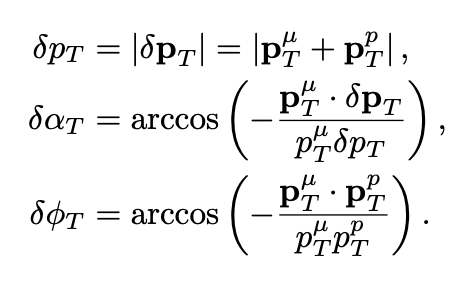 δp_T = |δ**p**_T| = |**p**_T^μ + **p**_T^p| ,
δα_T = arccos ( − **p**_T^μ · δ**p**_T / p_T^μ δp_T ) ,
δϕ_T = arccos ( − **p**_T^μ · **p**_T^p / p_T^μ p_T^p ) .